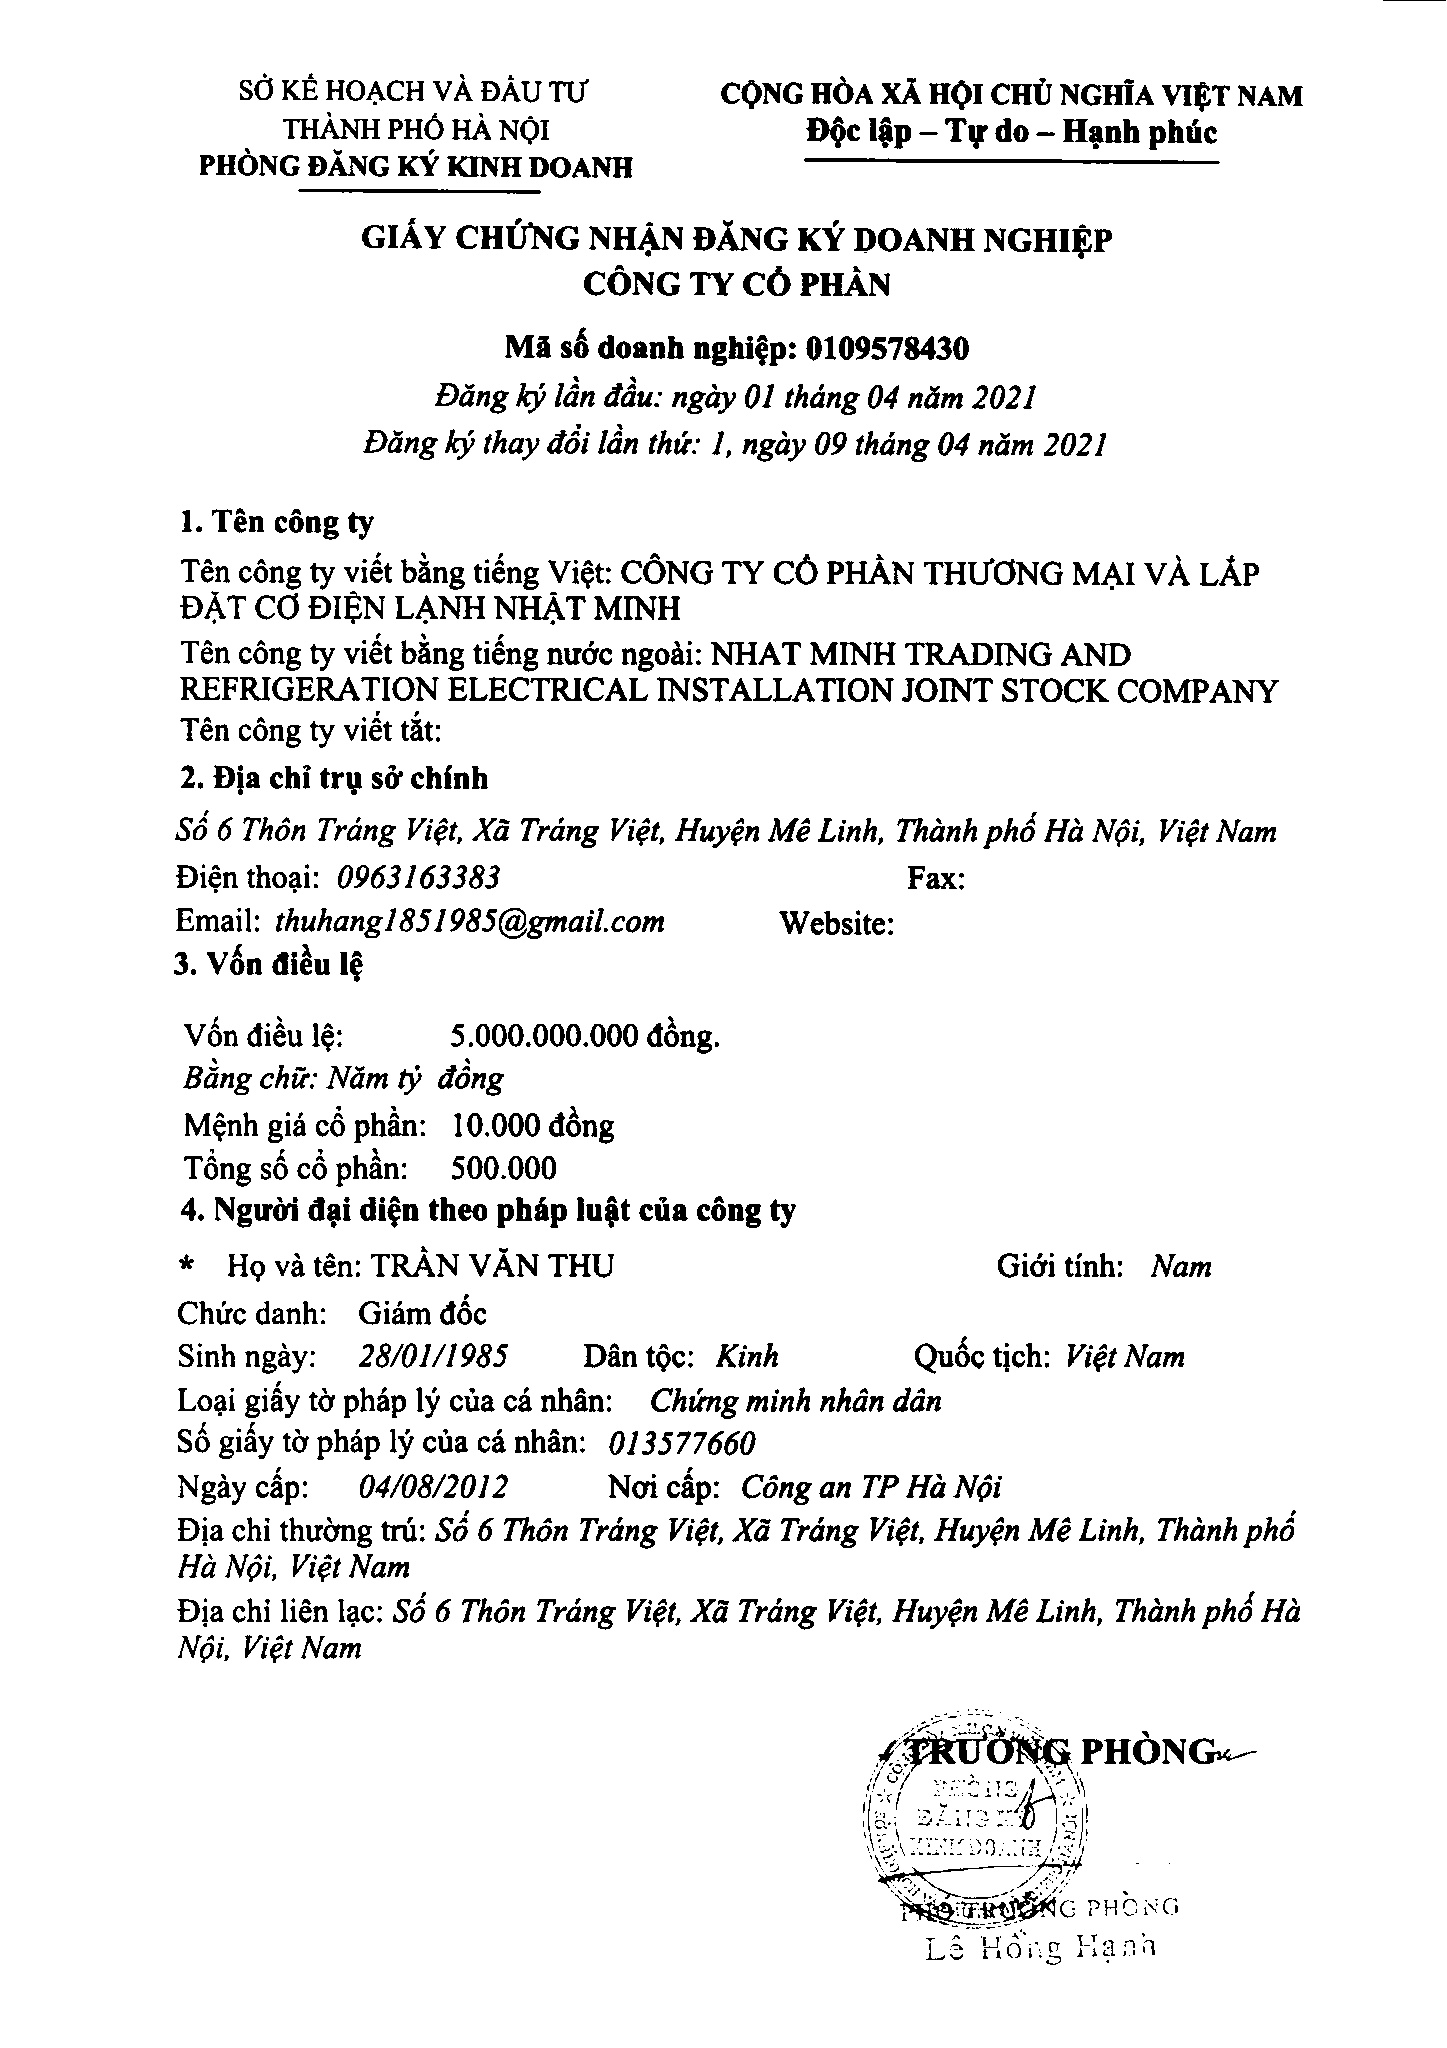 SỞ KẾ HOẠCH VÀ ĐẦU TƯ
THÀNH PHỐ HÀ NỘI
PHÒNG ĐĂNG KÝ KINH DOANH
CỘNG HÒA XÃ HỘI CHỦ NGHĨA VIỆT NAM
Độc lập – Tự do – Hạnh phúc
GIẤY CHỨNG NHẬN ĐĂNG KÝ DOANH NGHIỆP
CÔNG TY CỔ PHẦN
Mã số doanh nghiệp: 0109578430
Đăng ký lần đầu: ngày 01 tháng 04 năm 2021
Đăng ký thay đổi lần thứ: 1, ngày 09 tháng 04 năm 2021
1. Tên công ty
Tên công ty viết bằng tiếng Việt: CÔNG TY CỔ PHẦN THƯƠNG MẠI VÀ LẮP
ĐẶT CƠ ĐIỆN LẠNH NHẬT MINH
Tên công ty viết bằng tiếng nước ngoài: NHAT MINH TRADING AND
REFRIGERATION ELECTRICAL INSTALLATION JOINT STOCK COMPANY
Tên công ty viết tắt:
2. Địa chỉ trụ sở chính
Số 6 Thôn Tráng Việt, Xã Tráng Việt, Huyện Mê Linh, Thành phố Hà Nội, Việt Nam
Điện thoại: 0963163383 Fax:
Email: thuhang1851985@gmail.com Website:
3. Vốn điều lệ
Vốn điều lệ: 5.000.000.000 đồng.
Bằng chữ: Năm tỷ đồng
Mệnh giá cổ phần: 10.000 đồng
Tổng số cổ phần: 500.000
4. Người đại diện theo pháp luật của công ty
* Họ và tên: TRẦN VĂN THU Giới tính: Nam
Chức danh: Giám đốc
Sinh ngày: 28/01/1985 Dân tộc: Kinh Quốc tịch: Việt Nam
Loại giấy tờ pháp lý của cá nhân: Chứng minh nhân dân
Số giấy tờ pháp lý của cá nhân: 013577660
Ngày cấp: 04/08/2012 Nơi cấp: Công an TP Hà Nội
Địa chỉ thường trú: Số 6 Thôn Tráng Việt, Xã Tráng Việt, Huyện Mê Linh, Thành phố
Hà Nội, Việt Nam
Địa chỉ liên lạc: Số 6 Thôn Tráng Việt, Xã Tráng Việt, Huyện Mê Linh, Thành phố Hà
Nội, Việt Nam
TRƯỞNG PHÒNG
PHÒNG
ĐĂNG KÝ
KINH DOANH
PHÓ TRƯỞNG PHÒNG
Lê Hồng Hạnh